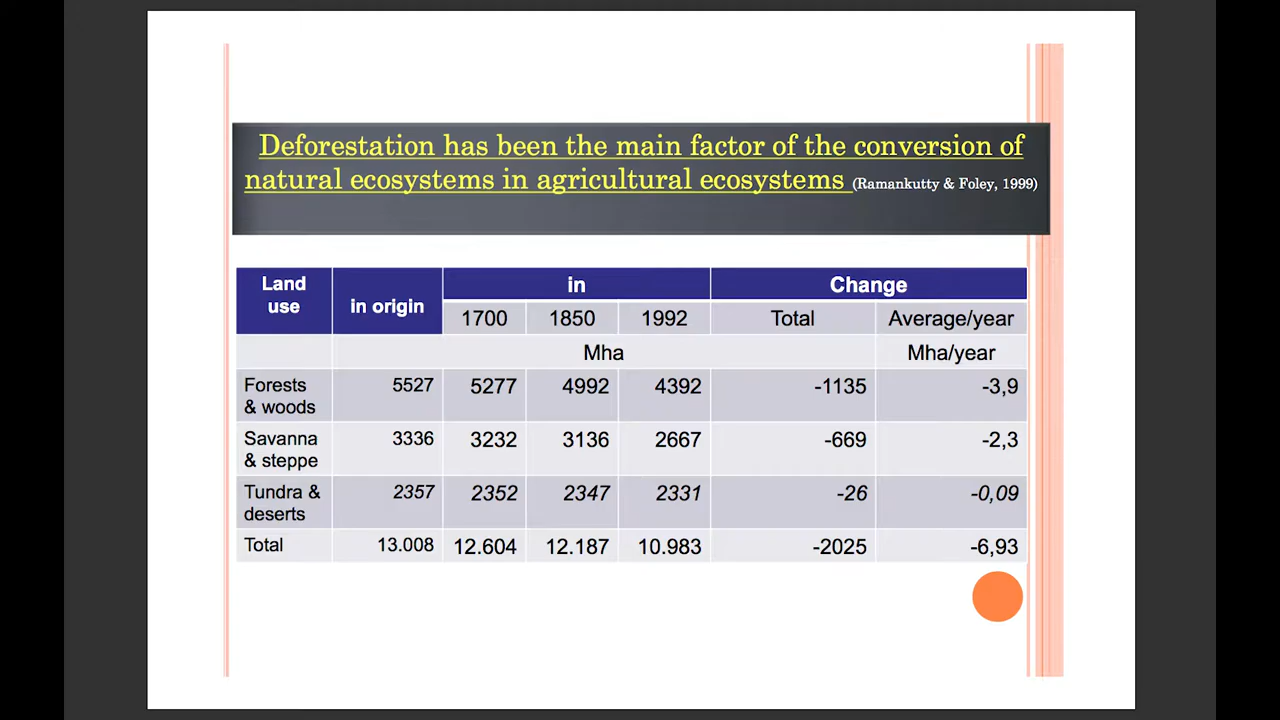 Deforestation has been the main factor of the conversion of
natural ecosystems in agricultural ecosystems (Ramankutty & Foley, 1999)
Land use in origin in Change
1700 1850 1992 Total Average/year
Mha Mha/year
Forests & woods 5527 5277 4992 4392 -1135 -3,9
Savanna & steppe 3336 3232 3136 2667 -669 -2,3
Tundra & deserts 2357 2352 2347 2331 -26 -0,09
Total 13.008 12.604 12.187 10.983 -2025 -6,93